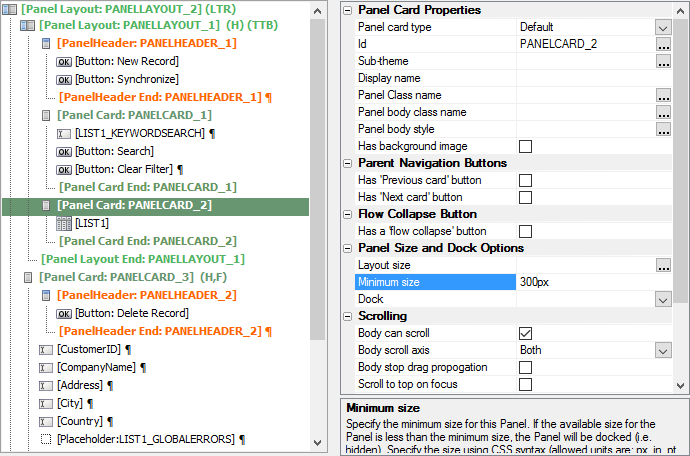 [Panel Layout: PANELLAYOUT_2] (LTR)
[Panel Layout: PANELLAYOUT_1] (H) (TTB)
[PanelHeader: PANELHEADER_1]
OK [Button: New Record]
OK [Button: Synchronize]
[PanelHeader End: PANELHEADER_1] ¶
[Panel Card: PANELCARD_1]
[LIST1_KEYWORDSEARCH] ¶
OK [Button: Search]
OK [Button: Clear Filter] ¶
[Panel Card End: PANELCARD_1]
[Panel Card: PANELCARD_2]
[LIST1]
[Panel Card End: PANELCARD_2]
[Panel Layout End: PANELLAYOUT_1]
[Panel Card: PANELCARD_3] (H,F)
[PanelHeader: PANELHEADER_2]
OK [Button: Delete Record]
[PanelHeader End: PANELHEADER_2] ¶
[CustomerID] ¶
[CompanyName] ¶
[Address] ¶
[City] ¶
[Country] ¶
[Placeholder:LIST1_GLOBALERRORS] ¶
Panel Card Properties
Panel card type Default
Id PANELCARD_2 ...
Sub-theme ...
Display name
Panel Class name ...
Panel body class name ...
Panel body style ...
Has background image
Parent Navigation Buttons
Has 'Previous card' button
Has 'Next card' button
Flow Collapse Button
Has a 'flow collapse' button
Panel Size and Dock Options
Layout size ...
Minimum size 300px
Dock
Scrolling
Body can scroll
Body scroll axis Both
Body stop drag propogation
Scroll to top on focus
Minimum size
Specify the minimum size for this Panel. If the available size for the
Panel is less than the minimum size, the Panel will be docked (i.e.
hidden). Specify the size using CSS syntax (allowed units are: px, in, pt